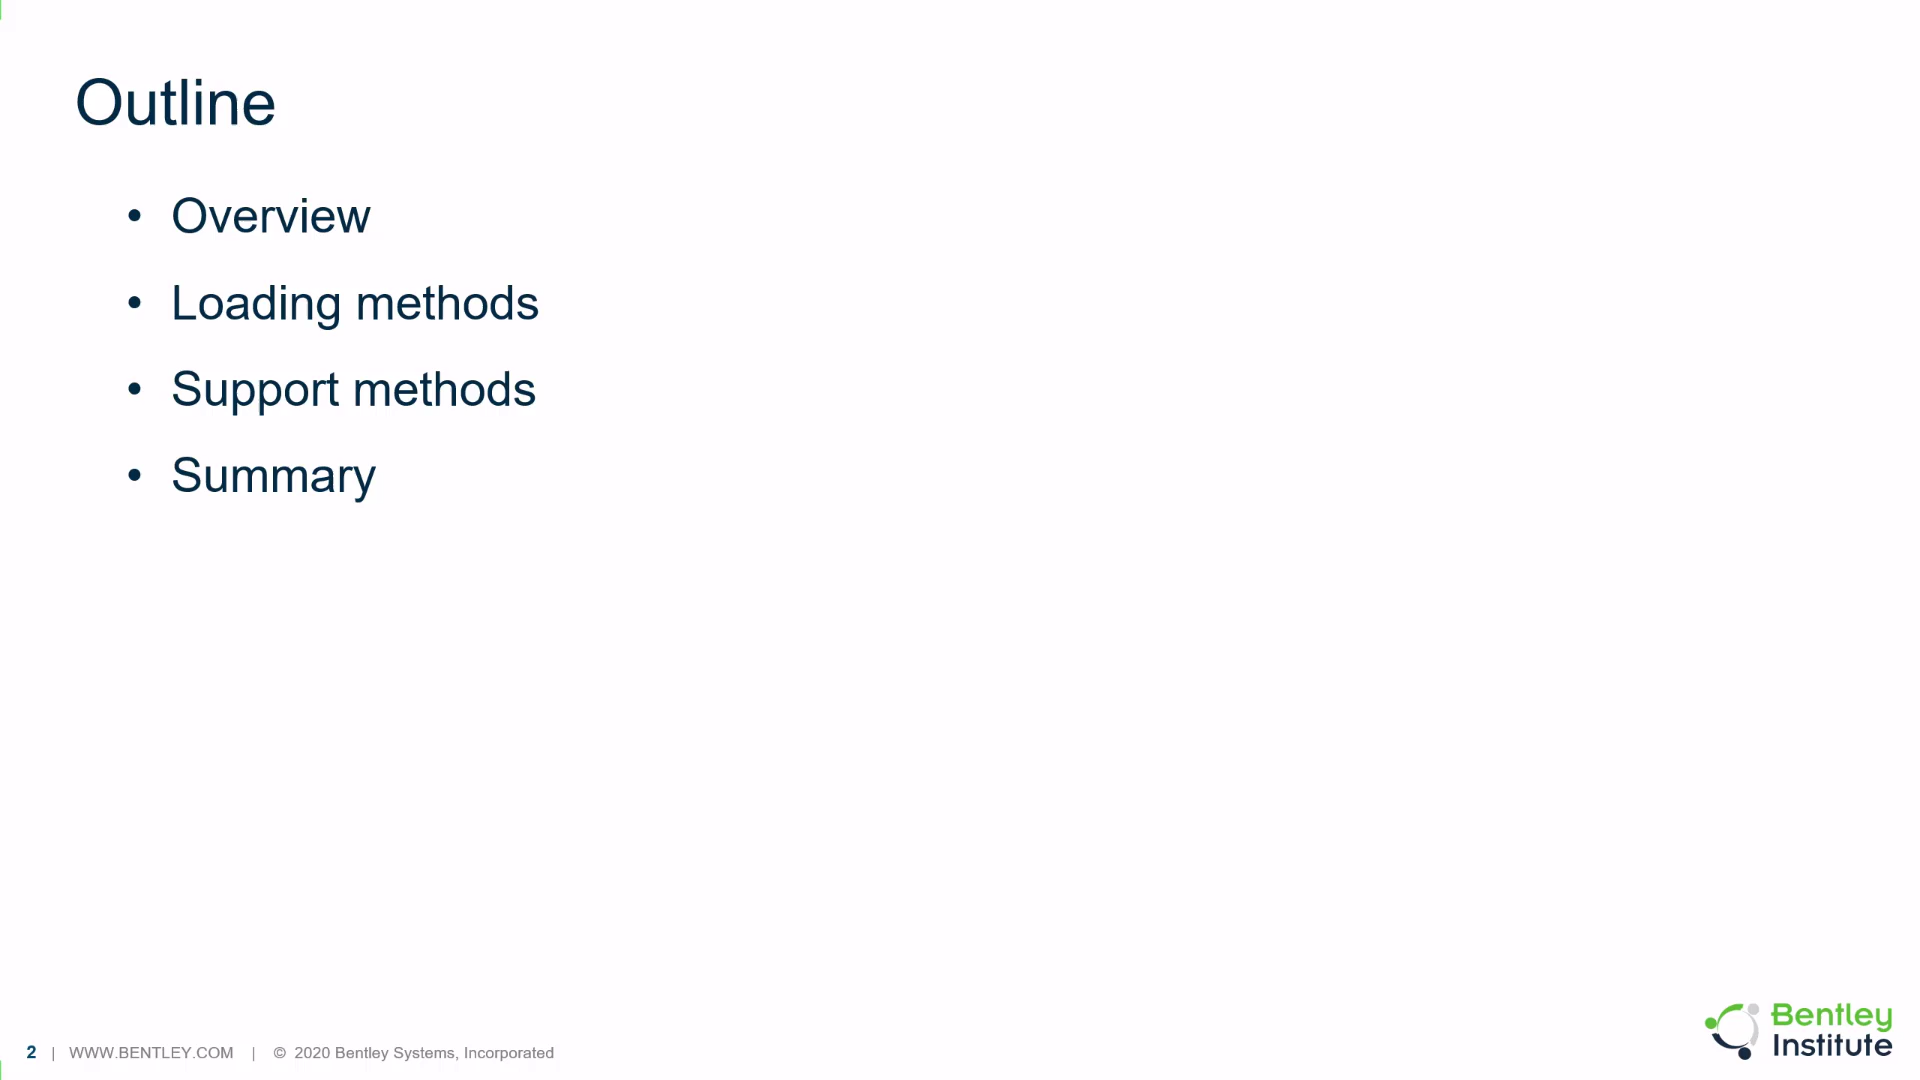 Outline
• Overview
• Loading methods
• Support methods
• Summary
2 | WWW.BENTLEY.COM | © 2020 Bentley Systems, Incorporated
Bentley
Institute